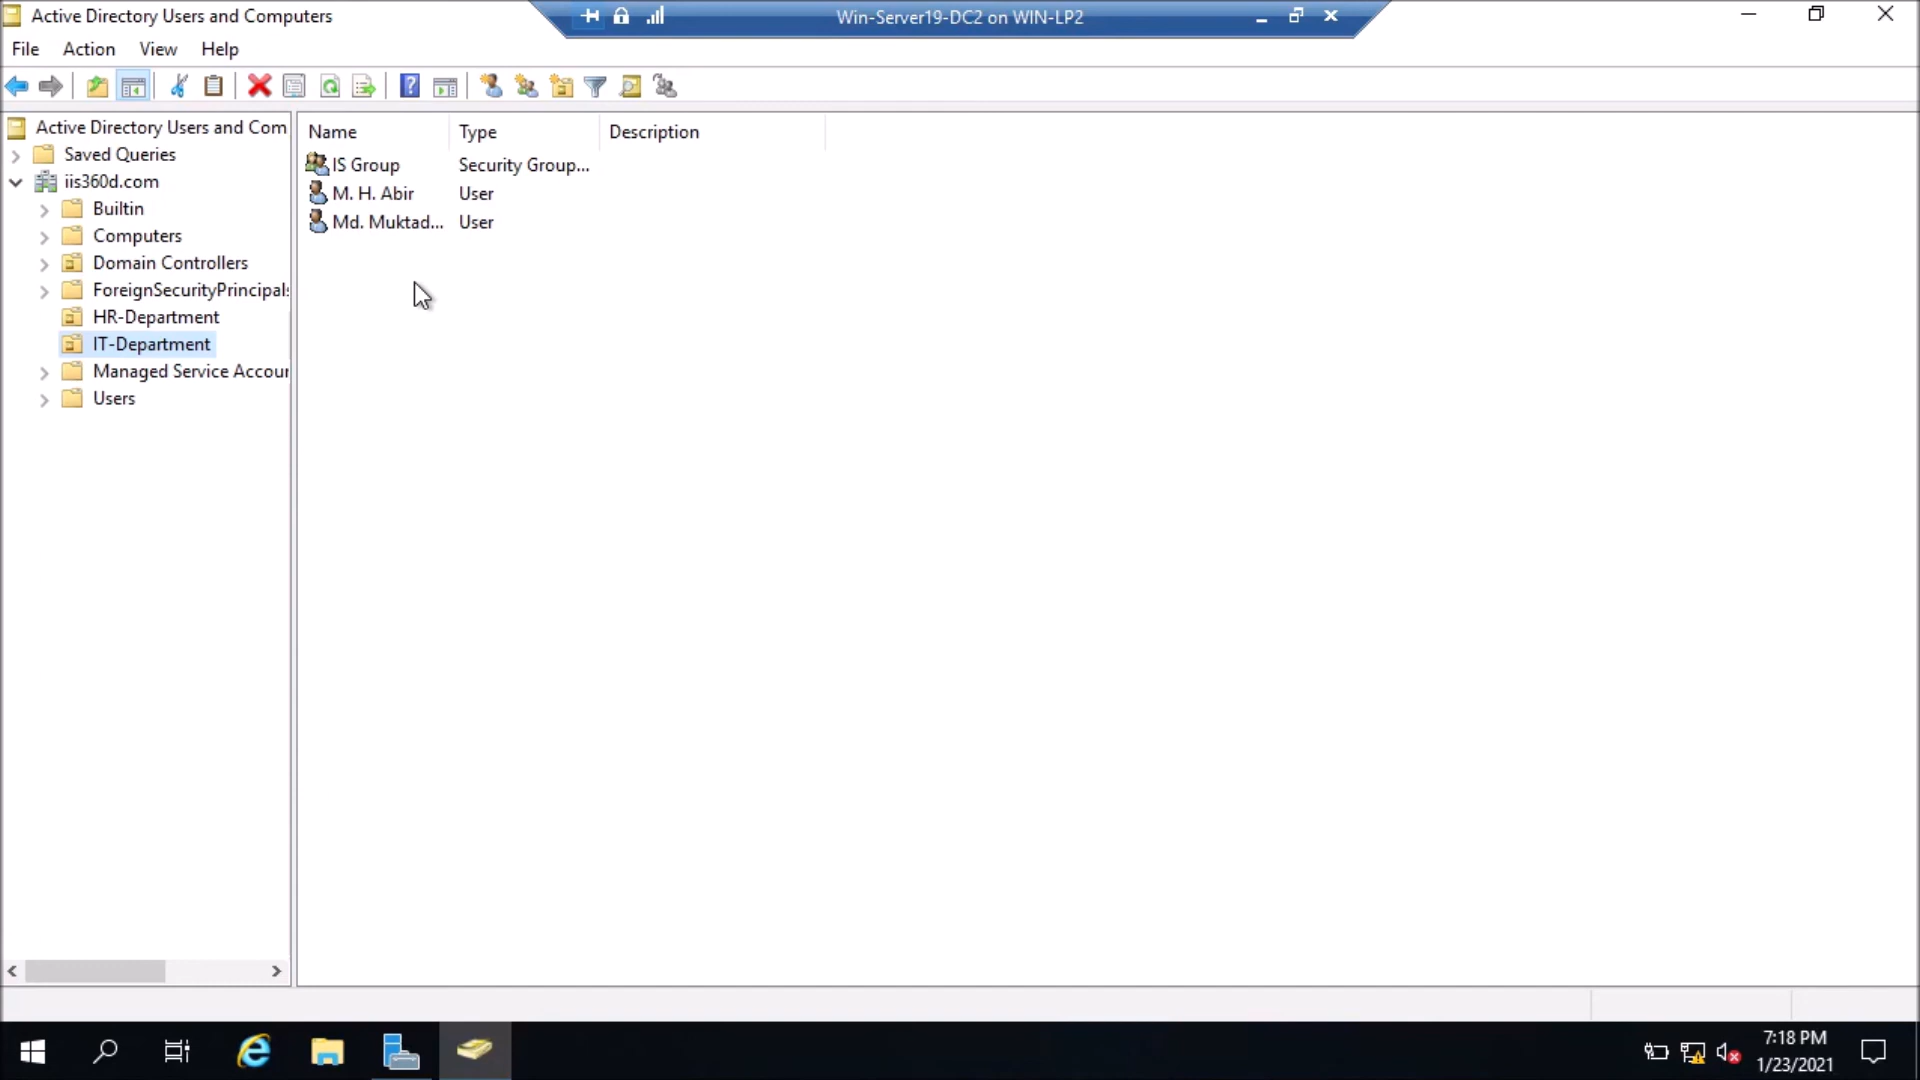 Active Directory Users and Computers
Win-Server19-DC2 on WIN-LP2
File Action View Help
Active Directory Users and Com
Saved Queries
iis360d.com
Builtin
Computers
Domain Controllers
ForeignSecurityPrincipals
HR-Department
IT-Department
Managed Service Accour
Users
Name Type Description
IS Group Security Group...
M. H. Abir User
Md. Muktad... User
7:18 PM
1/23/2021